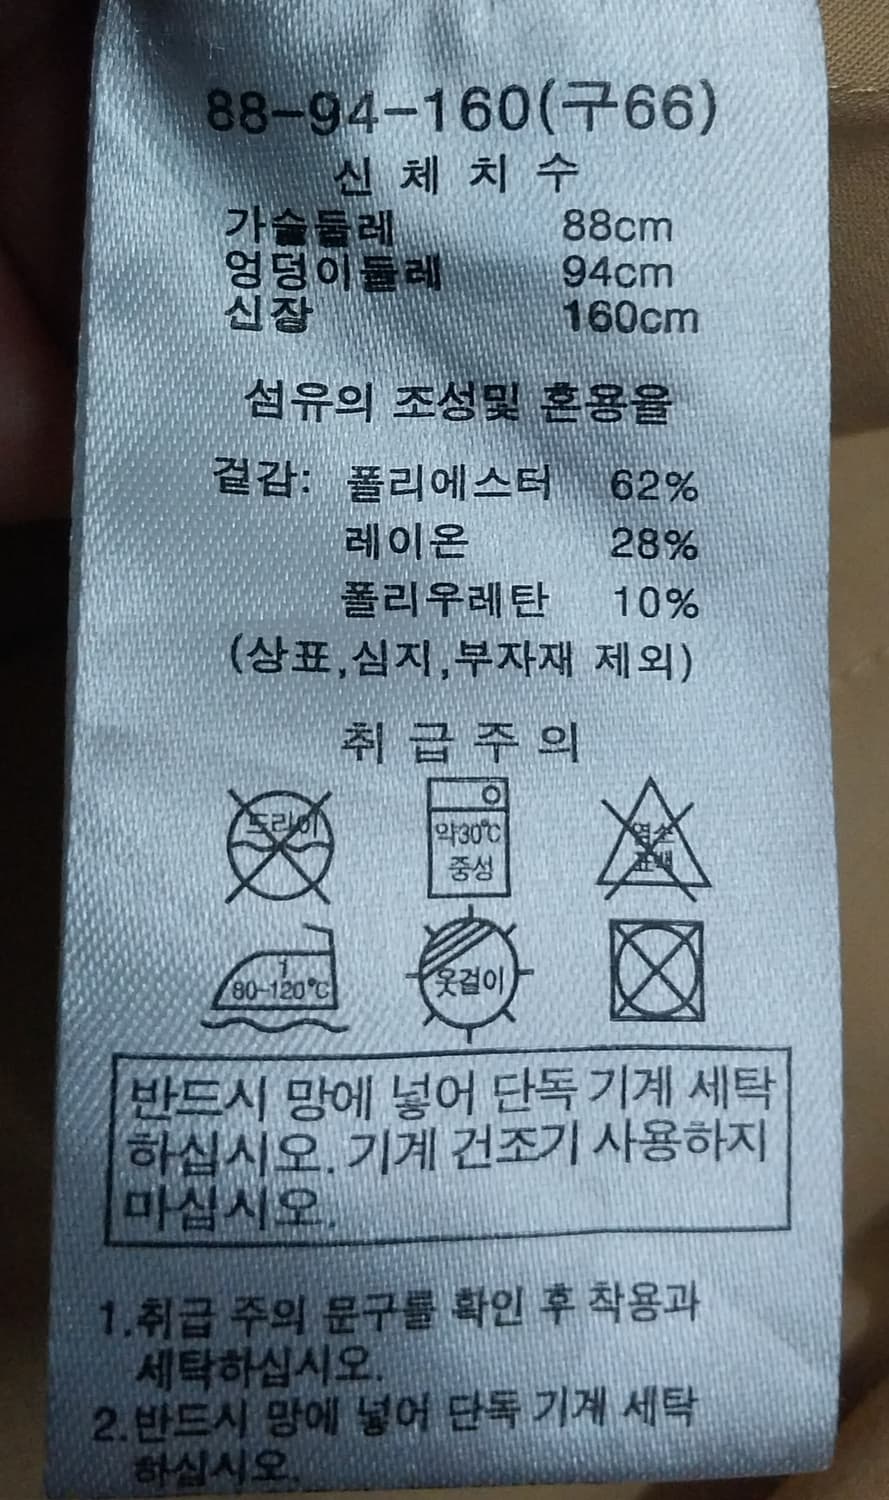 88-94-160(구66)
신 체 치 수
가슴둘레 88cm
엉덩이둘레 94cm
신장 160cm
섬유의 조성및 혼용율
겉감: 폴리에스터 62%
레이온 28%
폴리우레탄 10%
(상표,심지,부자재 제외)
취 급 주 의
드라이
약30℃
중성
염소
표백
1
80-120℃
옷걸이
반드시 망에 넣어 단독 기계 세탁
하십시오. 기계 건조기 사용하지
마십시오.
1.취급 주의 문구를 확인 후 착용과
세탁하십시오.
2.반드시 망에 넣어 단독 기계 세탁
하십시오.